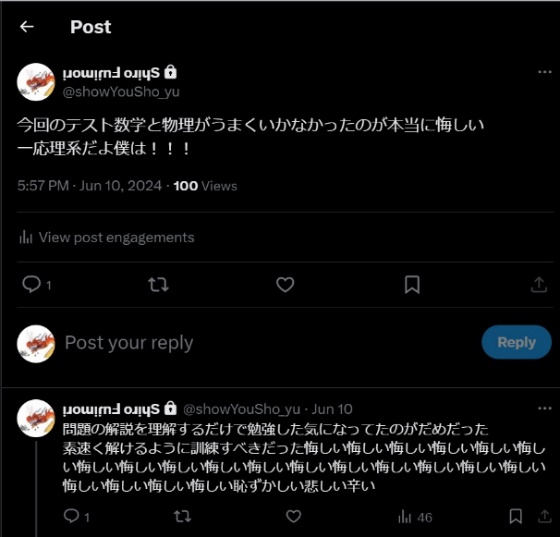 Post
ᴉɹoɯᴉɾnℲ oɹᴉɥS
@showYouSho_yu
今回のテスト数学と物理がうまくいかなかったのが本当に悔しい
一応理系だよ僕は！！！
5:57 PM · Jun 10, 2024 · 100 Views
View post engagements
1
Post your reply
Reply
ᴉɹoɯᴉɾnℲ oɹᴉɥS @showYouSho_yu · Jun 10
問題の解説を理解するだけで勉強した気になってたのがだめだった
素速く解けるように訓練すべきだった悔しい悔しい悔しい悔しい悔しい悔し
い悔しい悔しい悔しい悔しい悔しい悔しい悔しい悔しい悔しい悔しい悔しい
悔しい悔しい悔しい悔しい恥ずかしい悲しい辛い
1 46